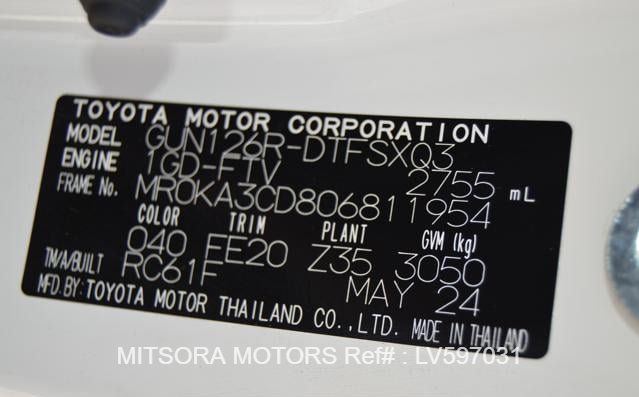 TOYOTA MOTOR CORPORATION
MODEL GUN126R-DTFSXQ3
ENGINE 1GD-FTV 2755 mL
FRAME No. MR0KA3CD806811954
COLOR TRIM PLANT GVM (kg)
040 FE20 Z35 3050
TM/A/BUILT RC61F MAY 24
MFD. BY: TOYOTA MOTOR THAILAND CO.,LTD. MADE IN THAILAND
MITSORA MOTORS Ref# : LV597031